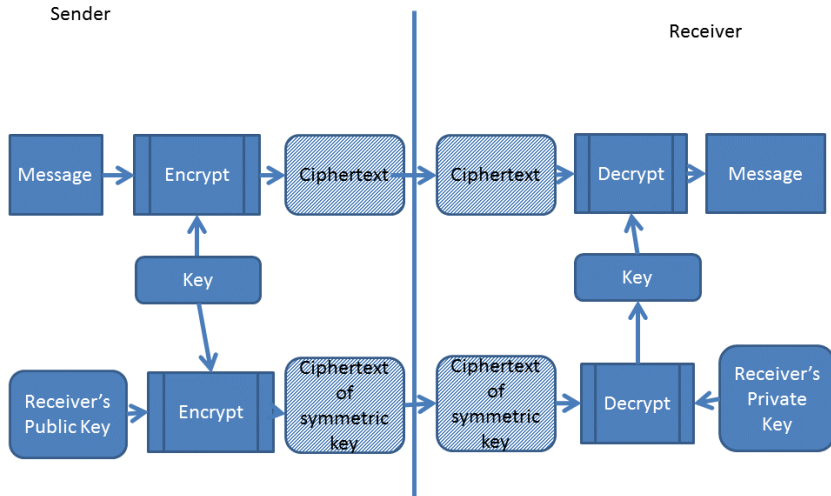 Sender
Receiver
Message
Encrypt
Ciphertext
Ciphertext
Decrypt
Message
Key
Key
Receiver's
Public Key
Encrypt
Ciphertext
of
symmetric
key
Ciphertext
of
symmetric
key
Decrypt
Receiver's
Private
Key